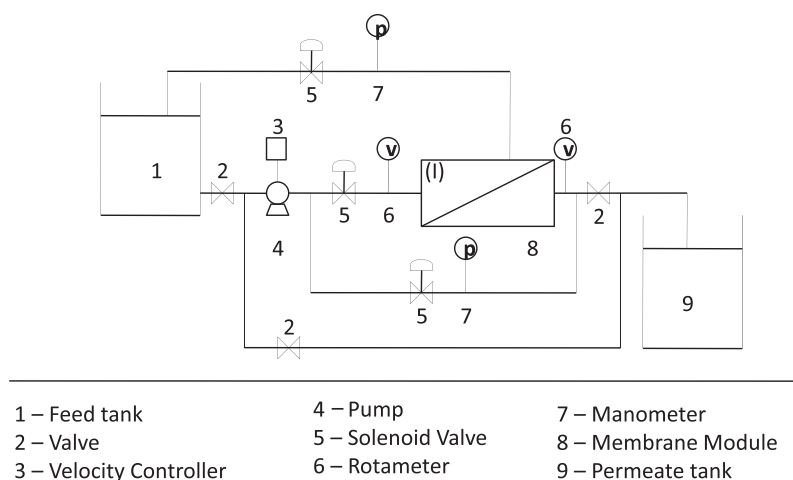 p
5 7
3 6
v v
1 2 (I)
5 6 2
4 p 8
5 7 9
2
1 – Feed tank
2 – Valve
3 – Velocity Controller
4 – Pump
5 – Solenoid Valve
6 – Rotameter
7 – Manometer
8 – Membrane Module
9 – Permeate tank